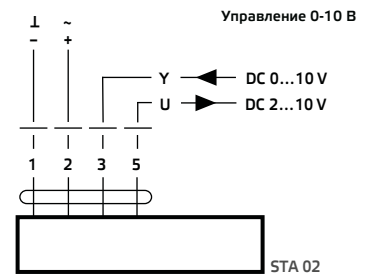 Управление 0-10 В
⊥ ~
– +
Y DC 0...10 V
U DC 2...10 V
1 2 3 5
STA 02